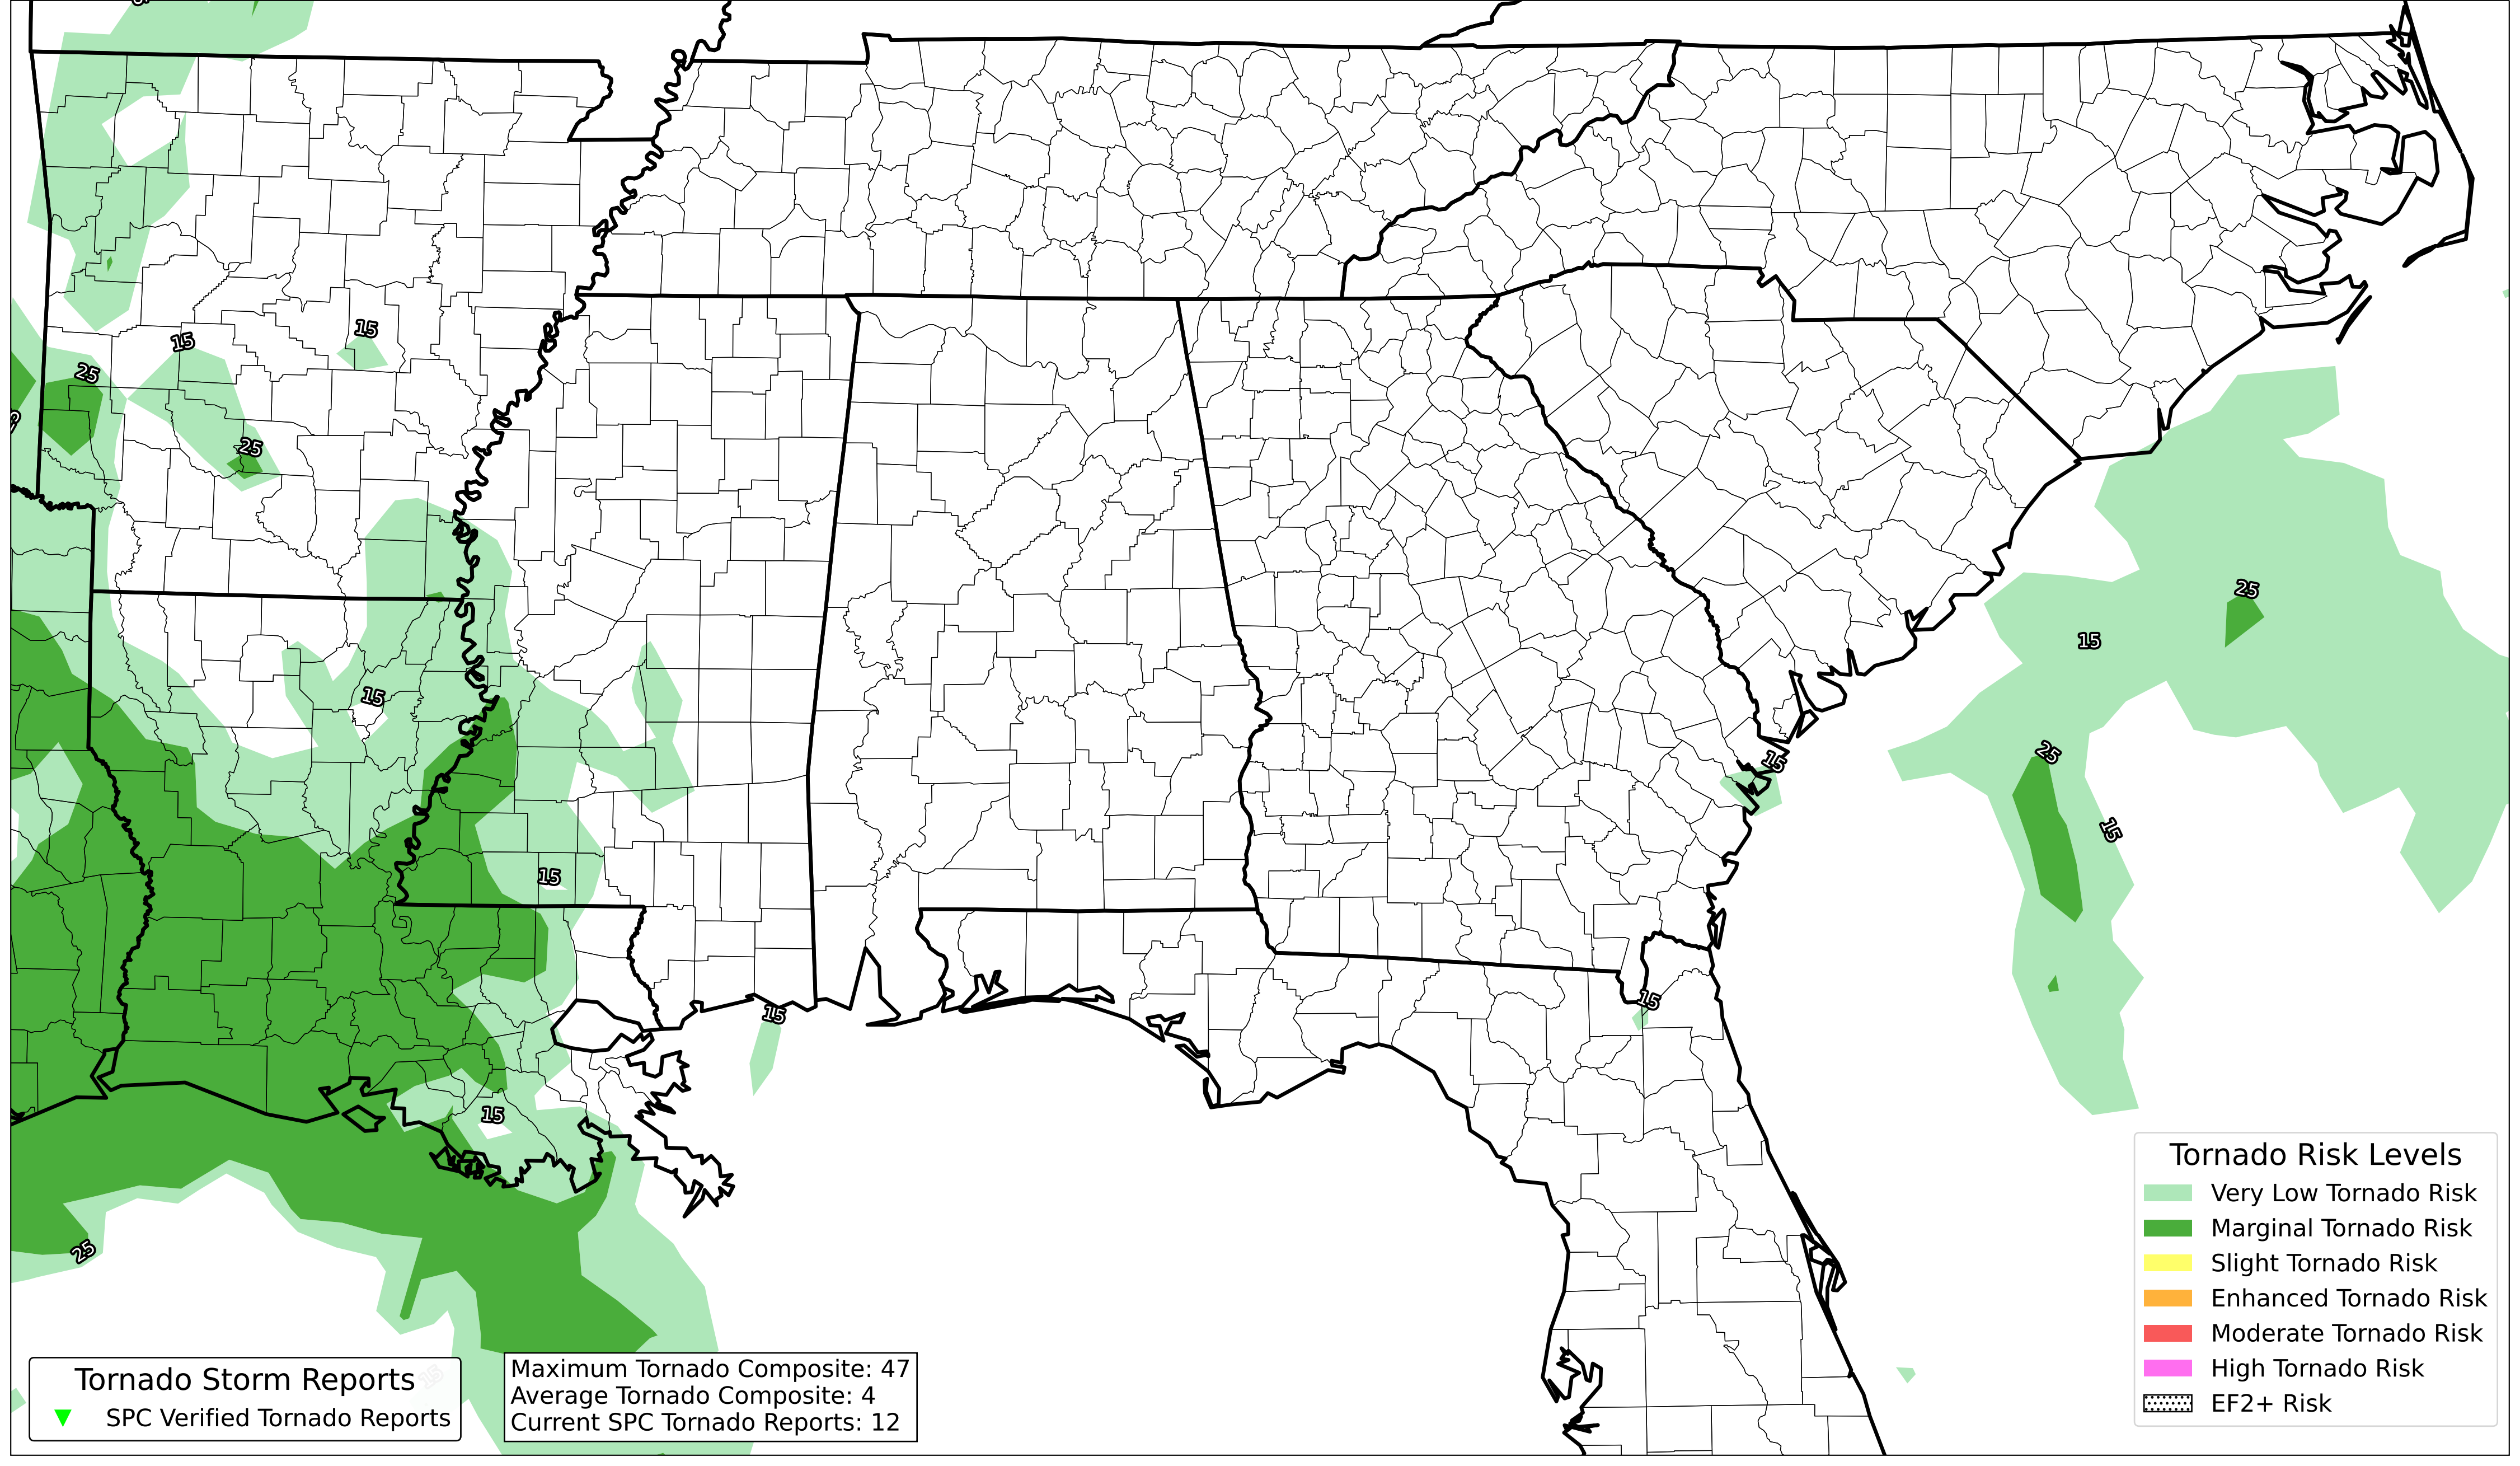 15
15
25
25
15
25
15
15
25
15
15
15
15
15
25
Tornado Risk Levels
Very Low Tornado Risk
Marginal Tornado Risk
Slight Tornado Risk
Enhanced Tornado Risk
Moderate Tornado Risk
High Tornado Risk
EF2+ Risk
Tornado Storm Reports
15
SPC Verified Tornado Reports
Maximum Tornado Composite: 47
Average Tornado Composite: 4
Current SPC Tornado Reports: 12